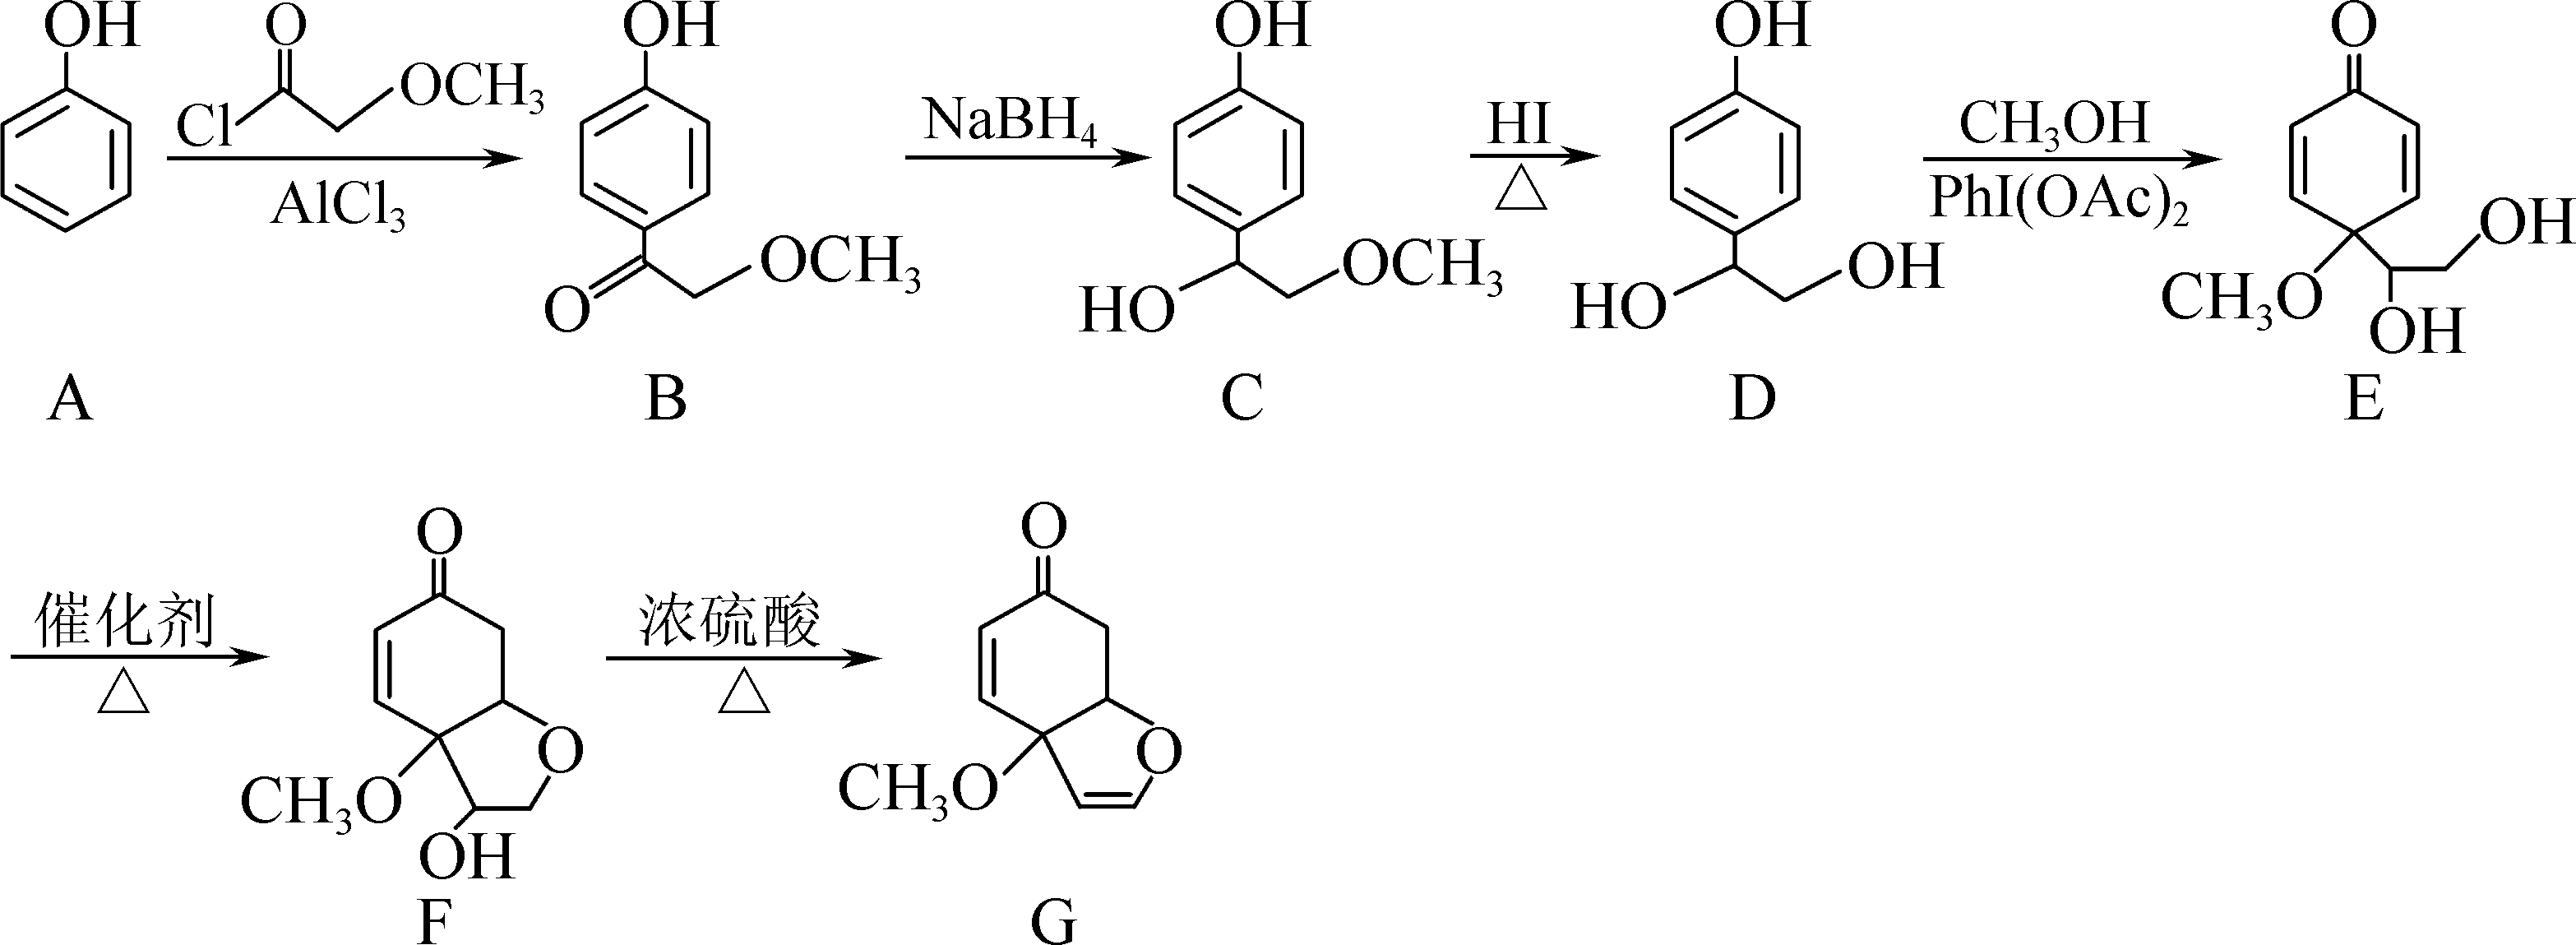 OH
O
Cl
OCH₃
AlCl₃
A
OH
O
OCH₃
B
NaBH₄
OH
HO
OCH₃
C
HI
△
OH
HO
OH
D
CH₃OH
PhI(OAc)₂
O
OH
CH₃O
OH
E
催化剂
△
O
O
CH₃O
OH
F
浓硫酸
△
O
O
CH₃O
G